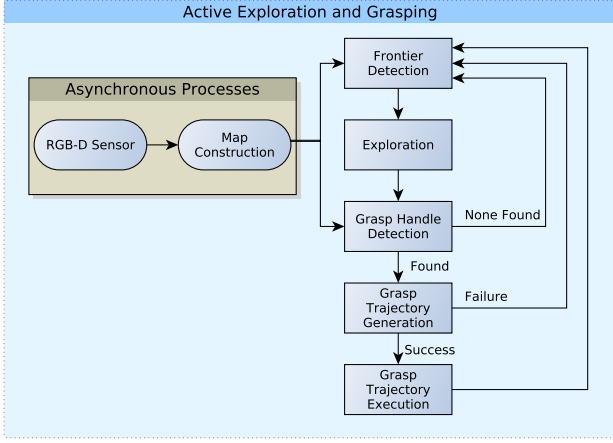 Active Exploration and Grasping
Asynchronous Processes
RGB-D Sensor
Map
Construction
Frontier
Detection
Exploration
Grasp Handle
Detection
None Found
Found
Grasp
Trajectory
Generation
Failure
Success
Grasp
Trajectory
Execution